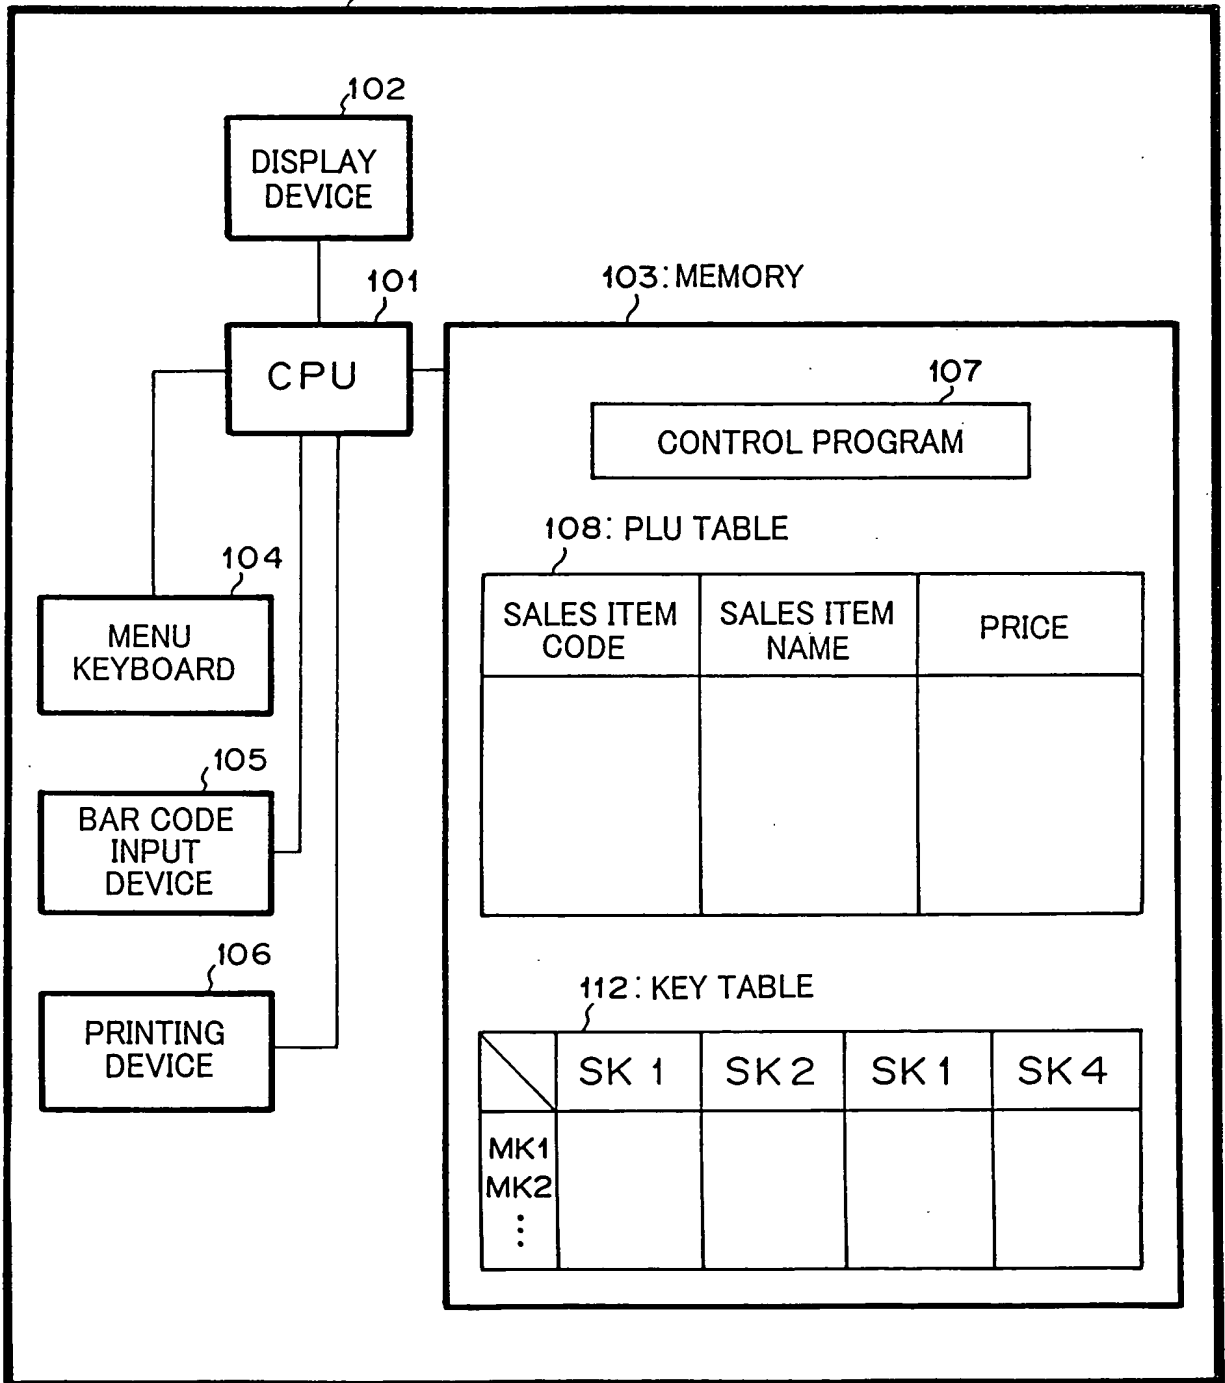 102
DISPLAY
DEVICE
101
CPU
103: MEMORY
107
CONTROL PROGRAM
108: PLU TABLE
SALES ITEM
CODE
SALES ITEM
NAME
PRICE
104
MENU
KEYBOARD
105
BAR CODE
INPUT
DEVICE
106
PRINTING
DEVICE
112: KEY TABLE
SK1
SK2
SK1
SK4
MK1
MK2
⋮